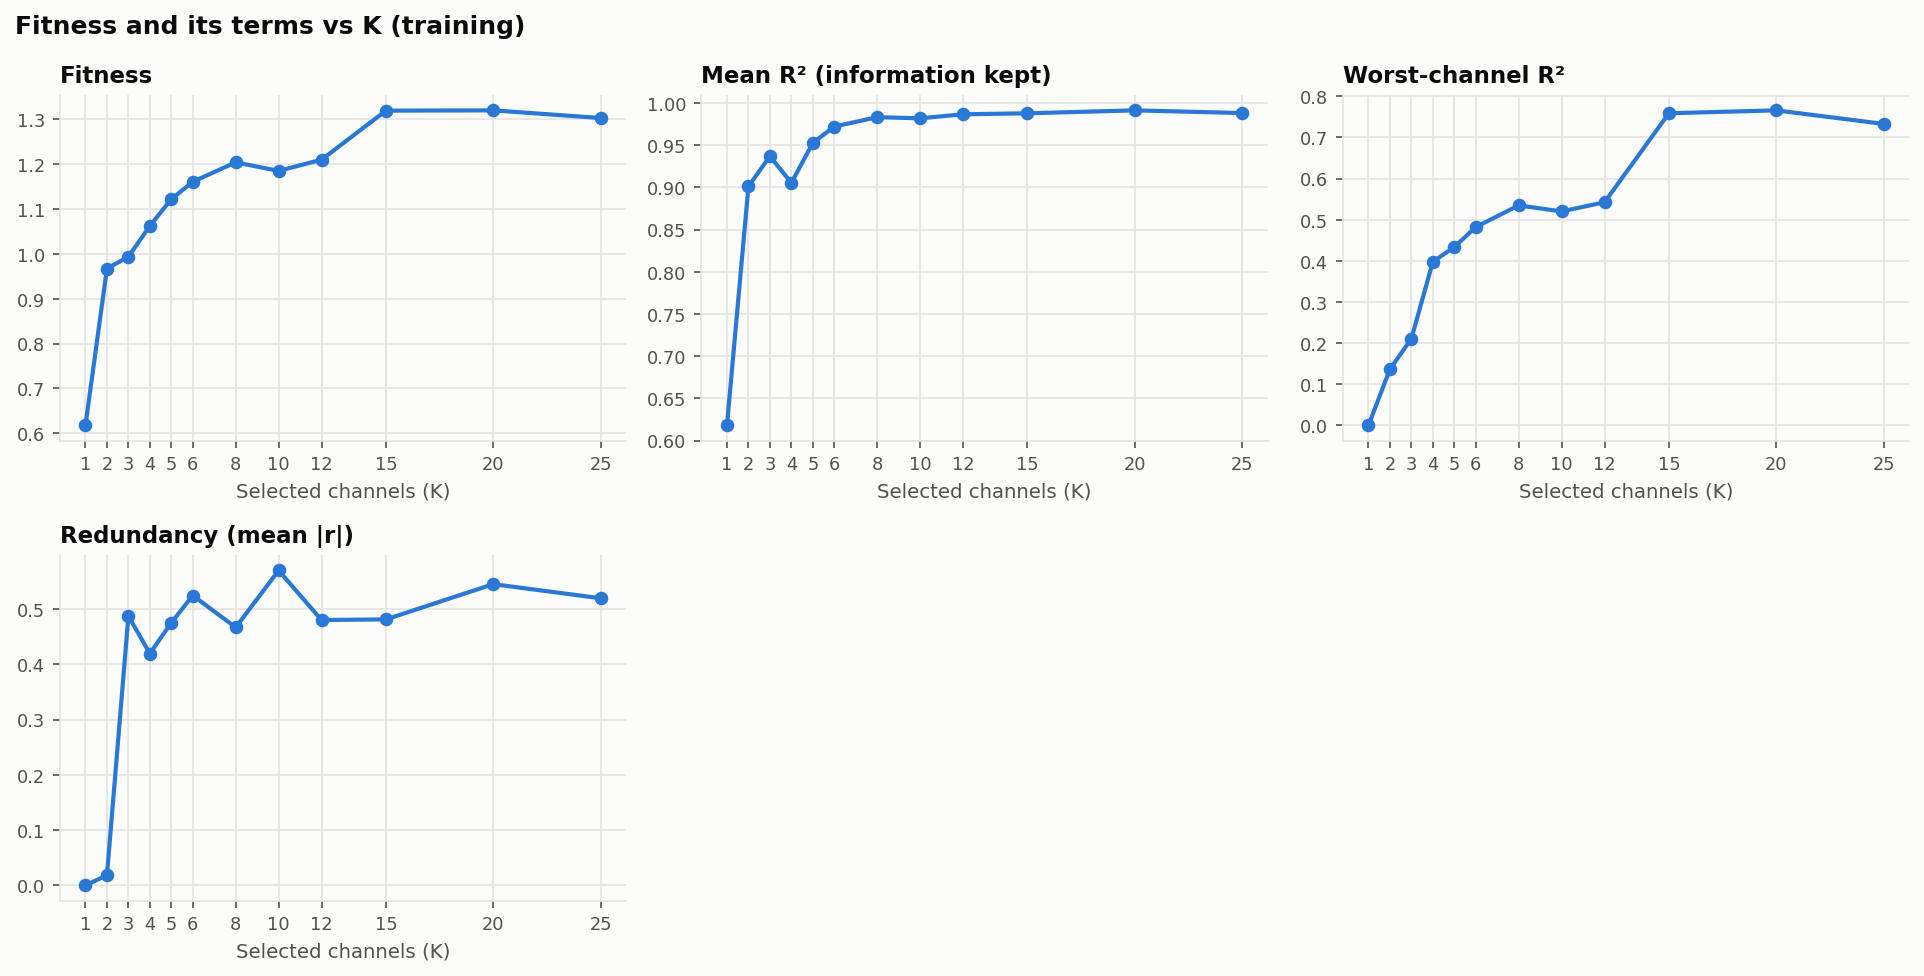 Fitness and its terms vs K (training)
Fitness
1.3
1.2
1.1
1.0
0.9
0.8
0.7
0.6
1 2 3 4 5 6 8 10 12 15 20 25
Selected channels (K)
Mean R² (information kept)
1.00
0.95
0.90
0.85
0.80
0.75
0.70
0.65
0.60
1 2 3 4 5 6 8 10 12 15 20 25
Selected channels (K)
Worst-channel R²
0.8
0.7
0.6
0.5
0.4
0.3
0.2
0.1
0.0
1 2 3 4 5 6 8 10 12 15 20 25
Selected channels (K)
Redundancy (mean |r|)
0.5
0.4
0.3
0.2
0.1
0.0
1 2 3 4 5 6 8 10 12 15 20 25
Selected channels (K)